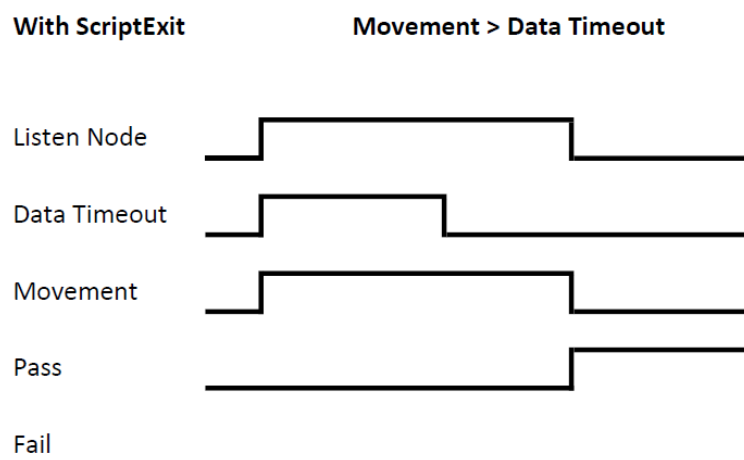 With ScriptExit Movement > Data Timeout
Listen Node
Data Timeout
Movement
Pass
Fail